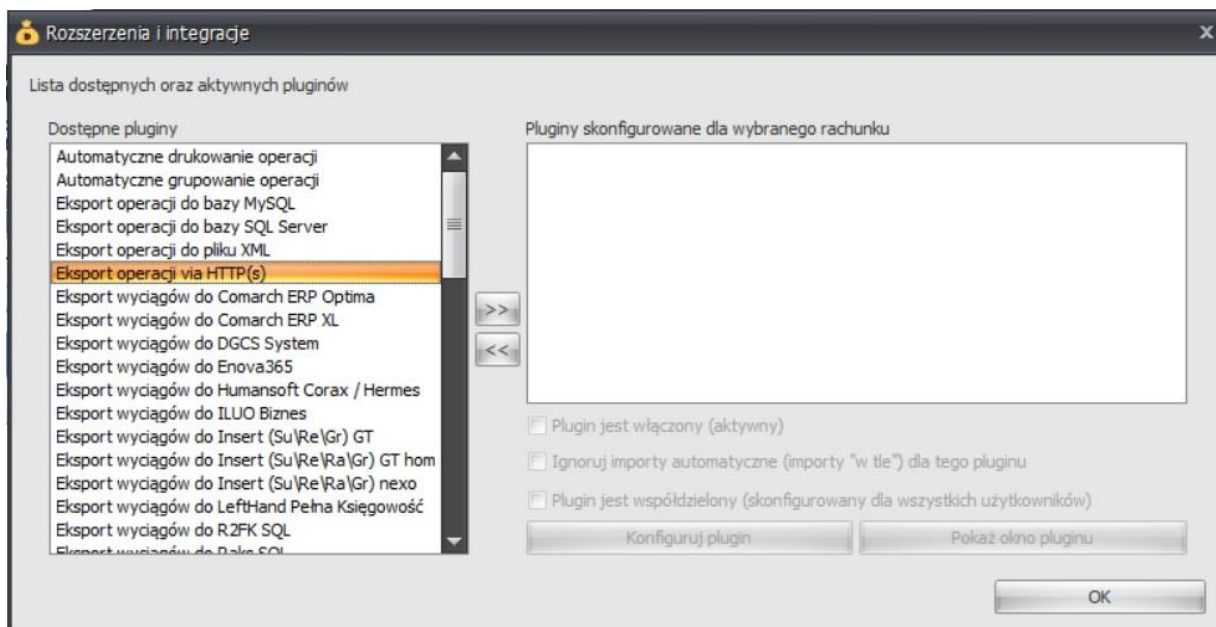 Rozszerzenia i integracje
x
Lista dostępnych oraz aktywnych pluginów
Dostępne pluginy
Automatyczne drukowanie operacji
Automatyczne grupowanie operacji
Eksport operacji do bazy MySQL
Eksport operacji do bazy SQL Server
Eksport operacji do pliku XML
Eksport operacji via HTTP(s)
Eksport wyciągów do Comarch ERP Optima
Eksport wyciągów do Comarch ERP XL
Eksport wyciągów do DGCS System
Eksport wyciągów do Enova365
Eksport wyciągów do Humansoft Corax / Hermes
Eksport wyciągów do ILUO Biznes
Eksport wyciągów do Insert (Su\Re\Gr) GT
Eksport wyciągów do Insert (Su\Re\Ra\Gr) GT hom
Eksport wyciągów do Insert (Su\Re\Ra\Gr) nexo
Eksport wyciągów do LeftHand Pełna Księgowość
Eksport wyciągów do R2FK SQL
Eksport wyciągów do Raks SQL
>>
<<
Pluginy skonfigurowane dla wybranego rachunku
Plugin jest włączony (aktywny)
Ignoruj importy automatyczne (importy "w tle") dla tego pluginu
Plugin jest współdzielony (skonfigurowany dla wszystkich użytkowników)
Konfiguruj plugin
Pokaż okno pluginu
OK